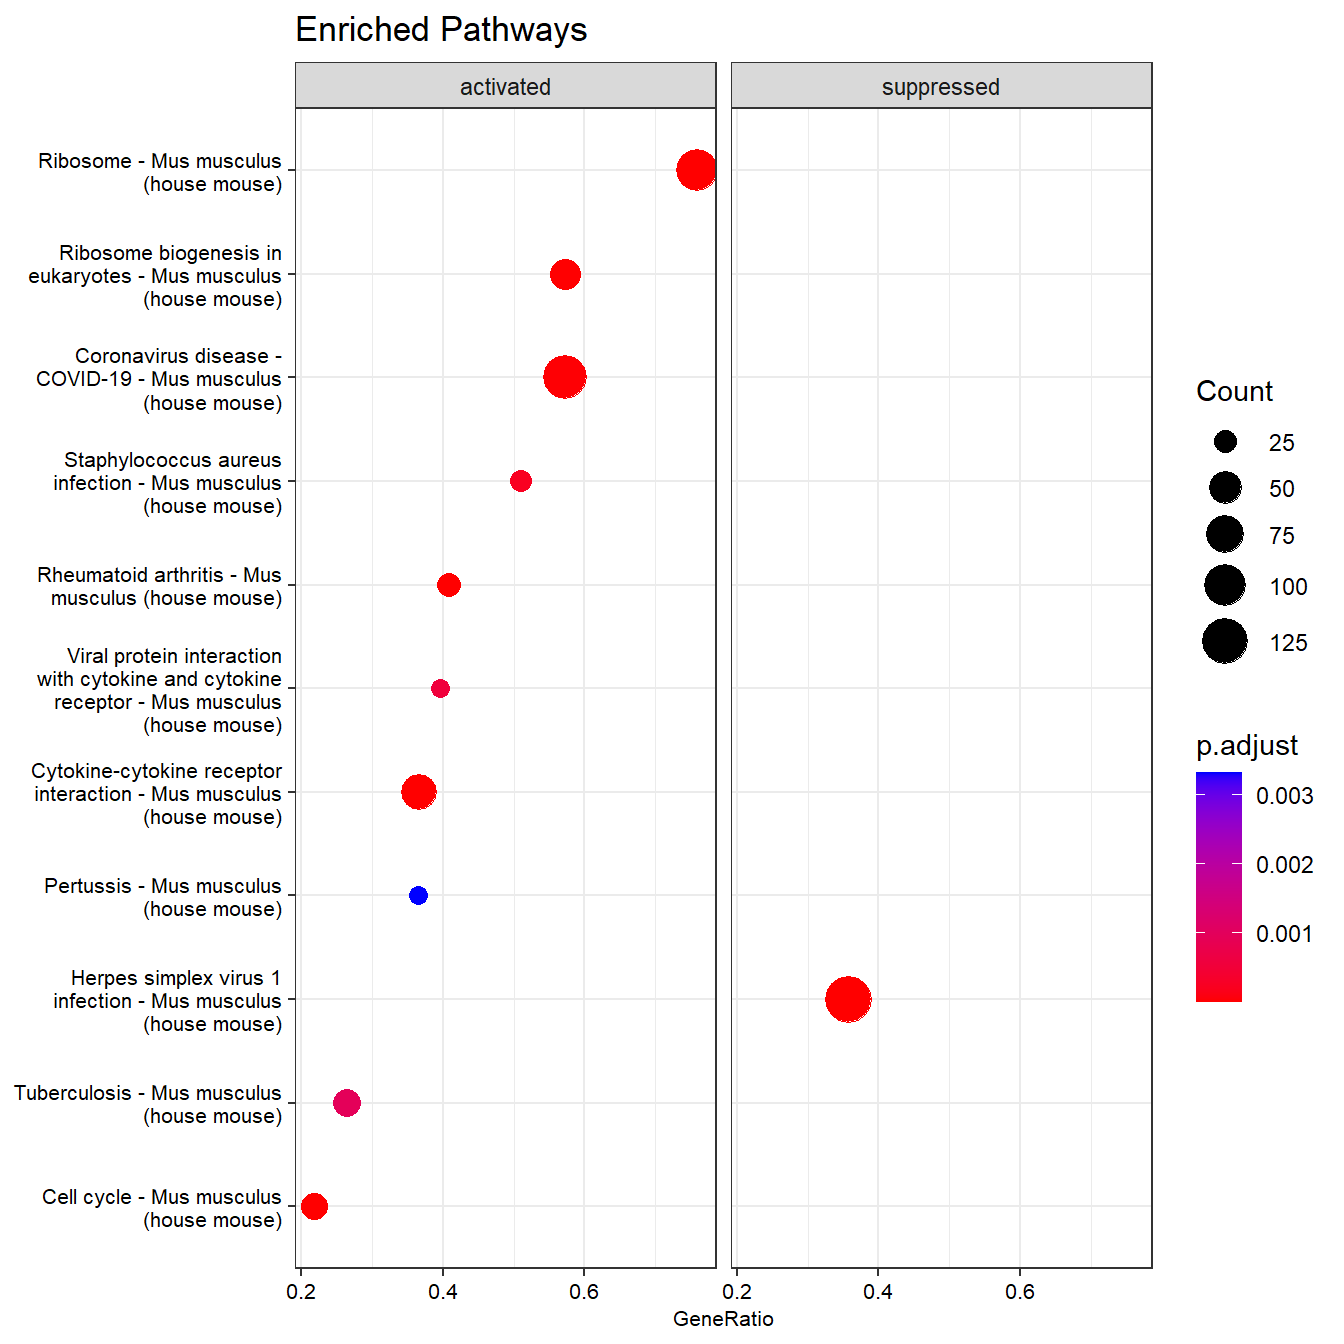 Enriched Pathways
activated
suppressed
Ribosome - Mus musculus
(house mouse)
Ribosome biogenesis in
eukaryotes - Mus musculus
(house mouse)
Coronavirus disease -
COVID-19 - Mus musculus
(house mouse)
Staphylococcus aureus
infection - Mus musculus
(house mouse)
Rheumatoid arthritis - Mus
musculus (house mouse)
Viral protein interaction
with cytokine and cytokine
receptor - Mus musculus
(house mouse)
Cytokine-cytokine receptor
interaction - Mus musculus
(house mouse)
Pertussis - Mus musculus
(house mouse)
Herpes simplex virus 1
infection - Mus musculus
(house mouse)
Tuberculosis - Mus musculus
(house mouse)
Cell cycle - Mus musculus
(house mouse)
0.2 0.4 0.6
0.2 0.4 0.6
GeneRatio
Count
25
50
75
100
125
p.adjust
0.003
0.002
0.001